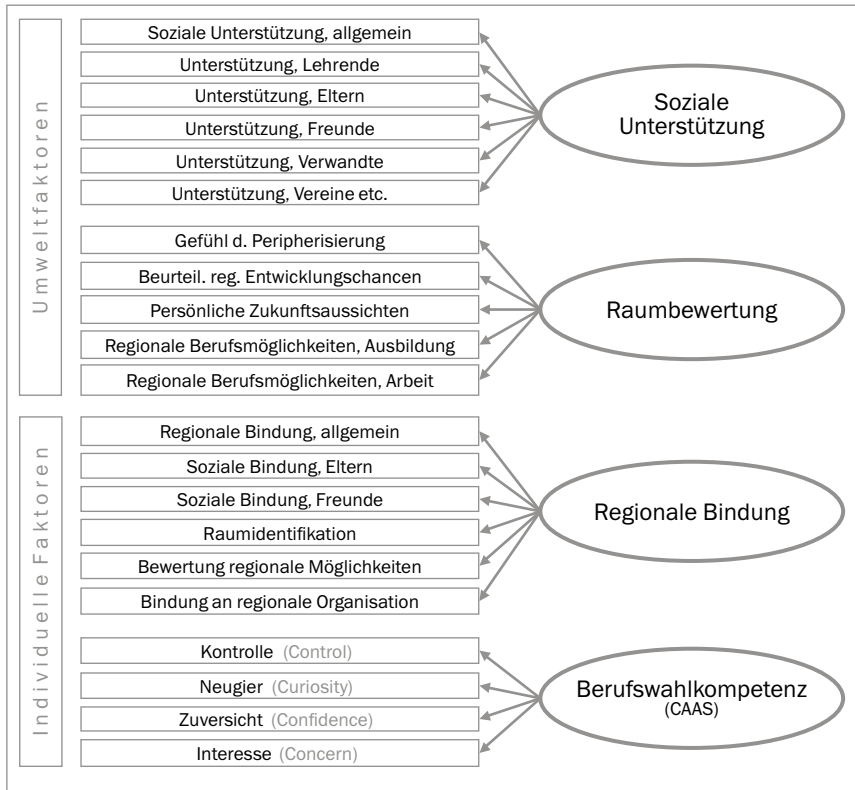 Umweltfaktoren
Soziale Unterstützung, allgemein
Unterstützung, Lehrende
Unterstützung, Eltern
Unterstützung, Freunde
Unterstützung, Verwandte
Unterstützung, Vereine etc.
Soziale
Unterstützung
Gefühl d. Peripherisierung
Beurteil. reg. Entwicklungschancen
Persönliche Zukunftsaussichten
Regionale Berufsmöglichkeiten, Ausbildung
Regionale Berufsmöglichkeiten, Arbeit
Raumbewertung
Individuelle Faktoren
Regionale Bindung, allgemein
Soziale Bindung, Eltern
Soziale Bindung, Freunde
Raumidentifikation
Bewertung regionale Möglichkeiten
Bindung an regionale Organisation
Regionale Bindung
Kontrolle (Control)
Neugier (Curiosity)
Zuversicht (Confidence)
Interesse (Concern)
Berufswahlkompetenz
(CAAS)